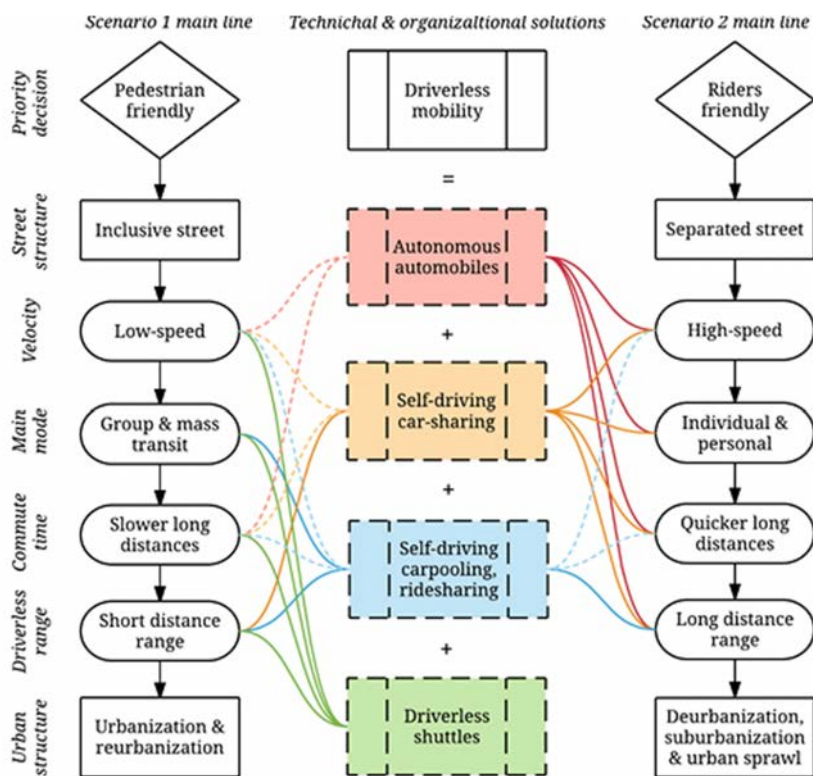 Scenario 1 main line
Technichal & organizaltional solutions
Scenario 2 main line
Priority
decision
Pedestrian
friendly
Driverless
mobility
Riders
friendly
=
Street
structure
Inclusive street
Autonomous
automobiles
Separated street
Velocity
Low-speed
+
High-speed
Main
mode
Group & mass
transit
Self-driving
car-sharing
Individual &
personal
+
Commute
time
Slower long
distances
Self-driving
carpooling,
ridesharing
Quicker long
distances
Driverless
range
Short distance
range
+
Long distance
range
Urban
structure
Urbanization &
reurbanization
Driverless
shuttles
Deurbanization,
suburbanization
& urban sprawl